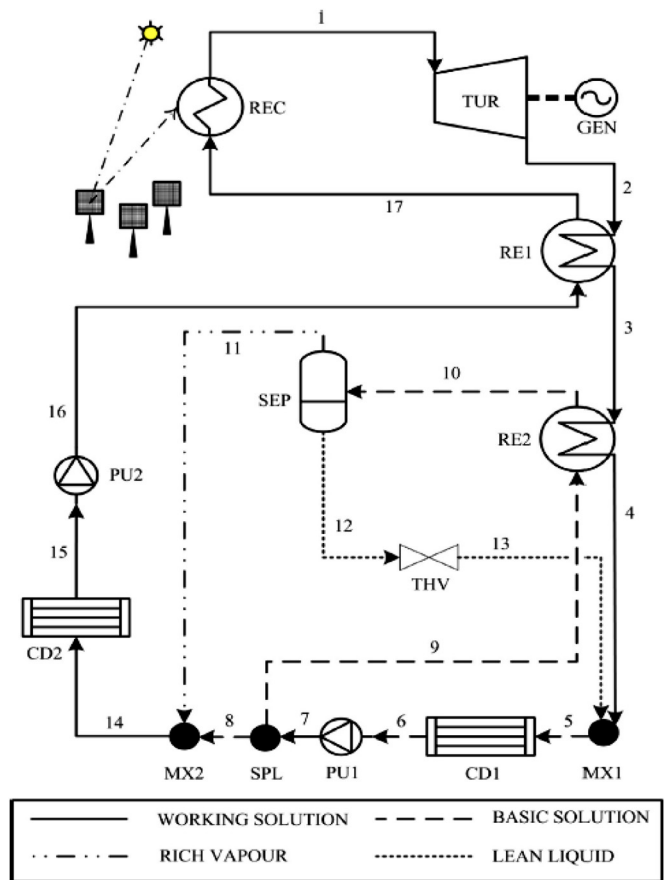 1
REC
TUR
GEN
2
17
RE1
3
11
10
SEP
RE2
16
PU2
4
12
13
15
THV
CD2
9
14
8
7
6
5
MX2
SPL
PU1
CD1
MX1
WORKING SOLUTION
BASIC SOLUTION
RICH VAPOUR
LEAN LIQUID